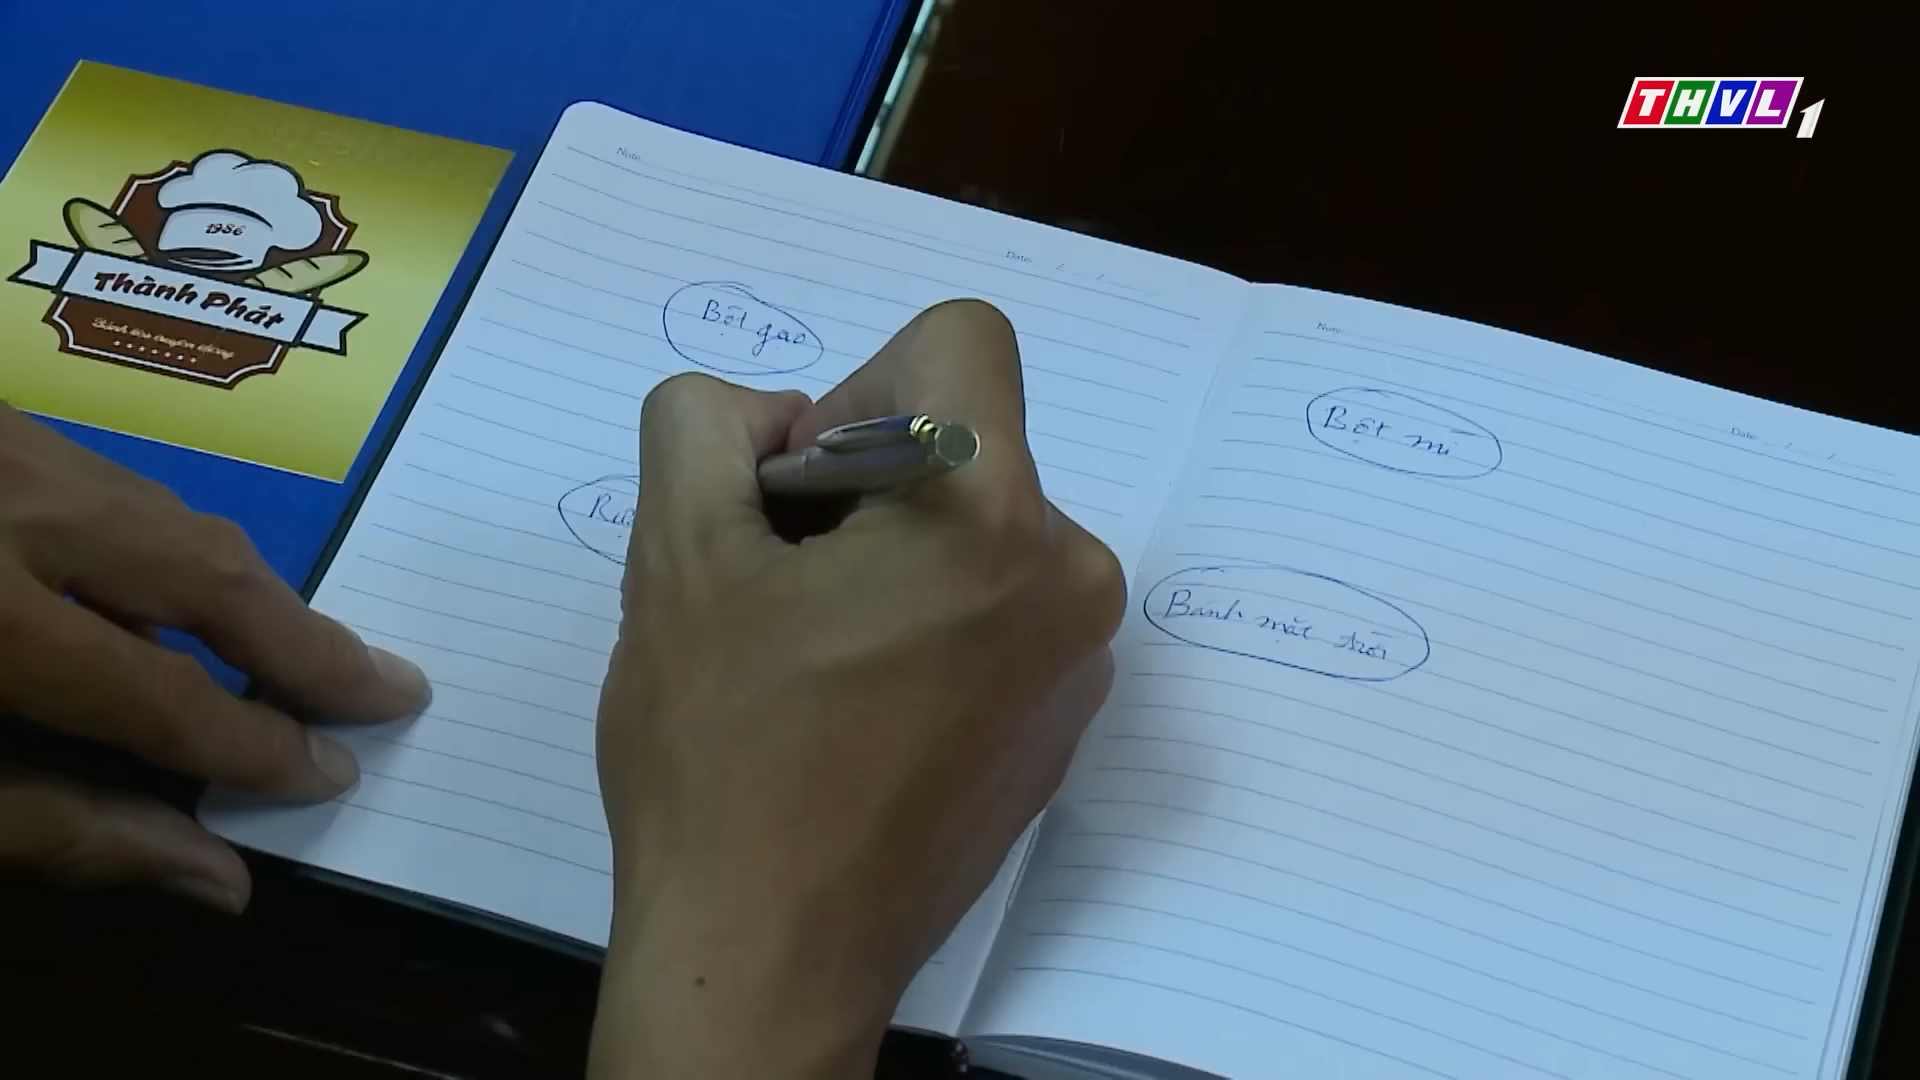 THVL1
1986
Thành Phát
Note:
Date: / /
Bột gạo
Note:
Date: / /
Bột mì
Bánh mặt trời